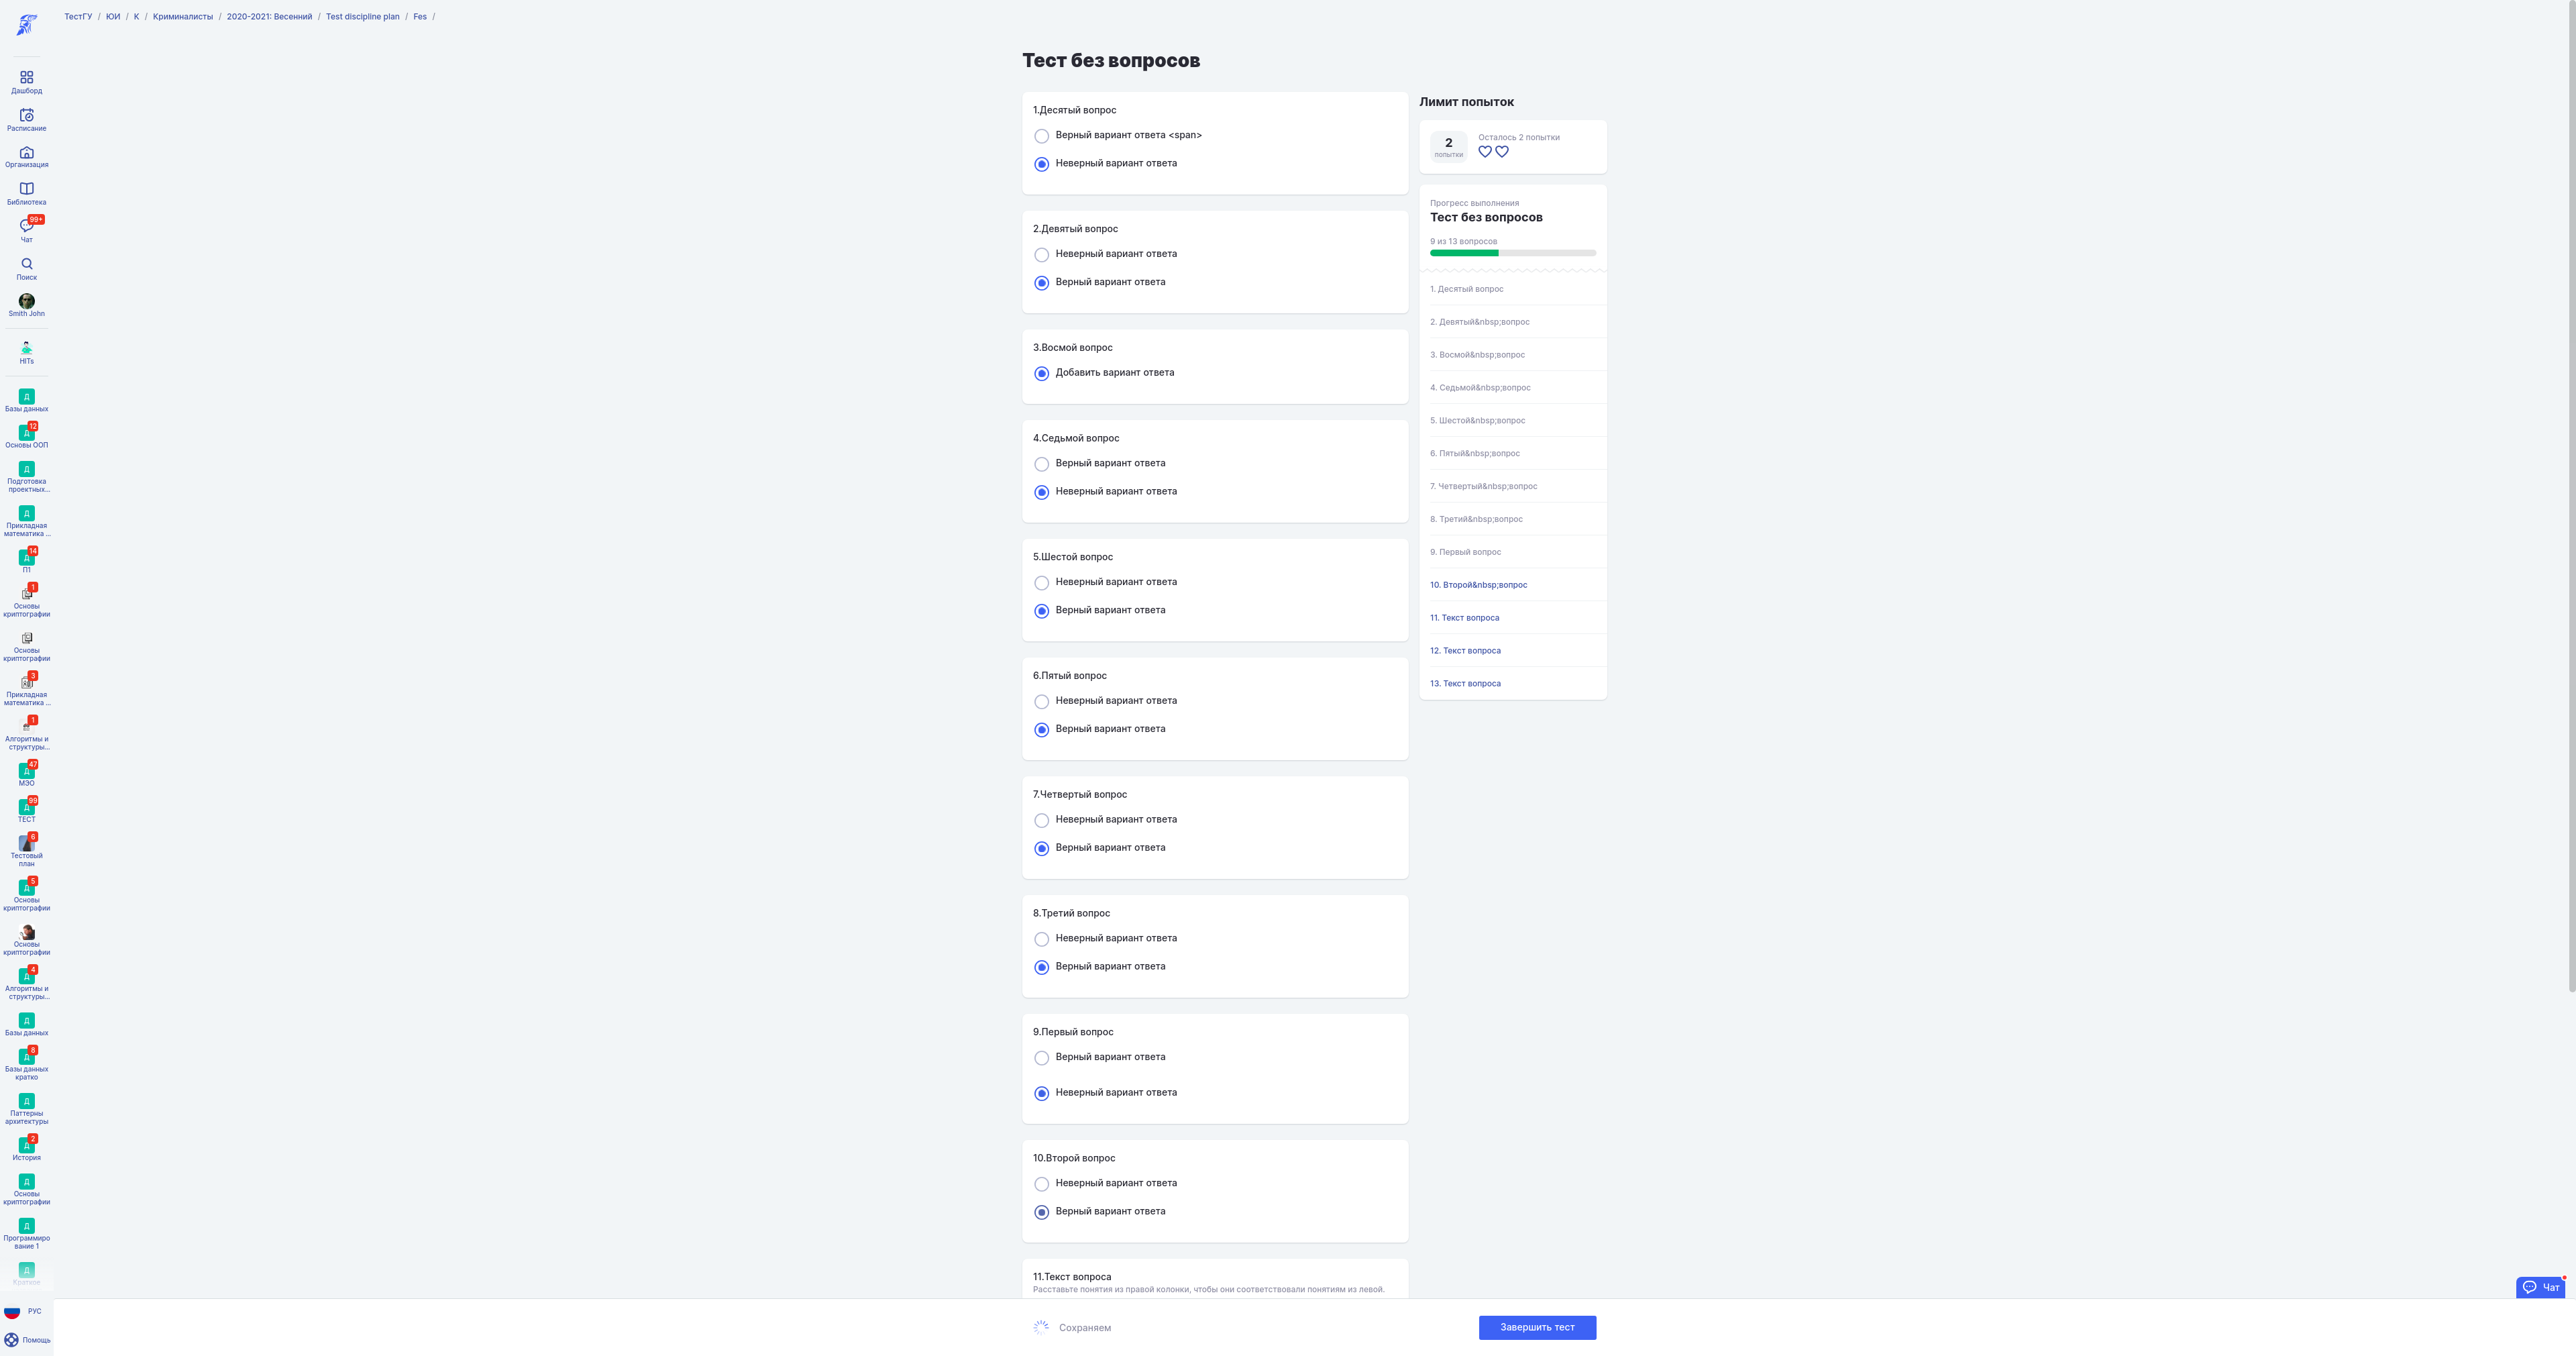 ТестГУ / ЮИ / К / Криминалисты / 2020-2021: Весенний / Test discipline plan / Fes /
Дашборд
Расписание
Организация
Библиотека
99+
Чат
Поиск
Smith John
HITs
Д
Базы данных
12
Д
Основы ООП
Д
Подготовка
проектных...
Д
Прикладная
математика ...
14
Д
П1
1
Основы
криптографии
Основы
криптографии
3
Прикладная
математика ...
1
Алгоритмы и
структуры...
47
Д
МЭО
99
Д
ТЕСТ
6
Тестовый
план
5
Д
Основы
криптографии
Основы
криптографии
4
Д
Алгоритмы и
структуры...
Д
Базы данных
8
Д
Базы данных
кратко
Д
Паттерны
архитектуры
2
Д
История
Д
Основы
криптографии
Д
Программиро
вание 1
Д
Краткое
РУС
Помощь
Тест без вопросов
1.Десятый вопрос
Верный вариант ответа <span>
Неверный вариант ответа
2.Девятый вопрос
Неверный вариант ответа
Верный вариант ответа
3.Восмой вопрос
Добавить вариант ответа
4.Седьмой вопрос
Верный вариант ответа
Неверный вариант ответа
5.Шестой вопрос
Неверный вариант ответа
Верный вариант ответа
6.Пятый вопрос
Неверный вариант ответа
Верный вариант ответа
7.Четвертый вопрос
Неверный вариант ответа
Верный вариант ответа
8.Третий вопрос
Неверный вариант ответа
Верный вариант ответа
9.Первый вопрос
Верный вариант ответа
Неверный вариант ответа
10.Второй вопрос
Неверный вариант ответа
Верный вариант ответа
11.Текст вопроса
Расставьте понятия из правой колонки, чтобы они соответствовали понятиям из левой.
Лимит попыток
2
попытки
Осталось 2 попытки
Прогресс выполнения
Тест без вопросов
9 из 13 вопросов
1. Десятый вопрос
2. Девятый&nbsp;вопрос
3. Восмой&nbsp;вопрос
4. Седьмой&nbsp;вопрос
5. Шестой&nbsp;вопрос
6. Пятый&nbsp;вопрос
7. Четвертый&nbsp;вопрос
8. Третий&nbsp;вопрос
9. Первый вопрос
10. Второй&nbsp;вопрос
11. Текст вопроса
12. Текст вопроса
13. Текст вопроса
Сохраняем
Завершить тест
Чат